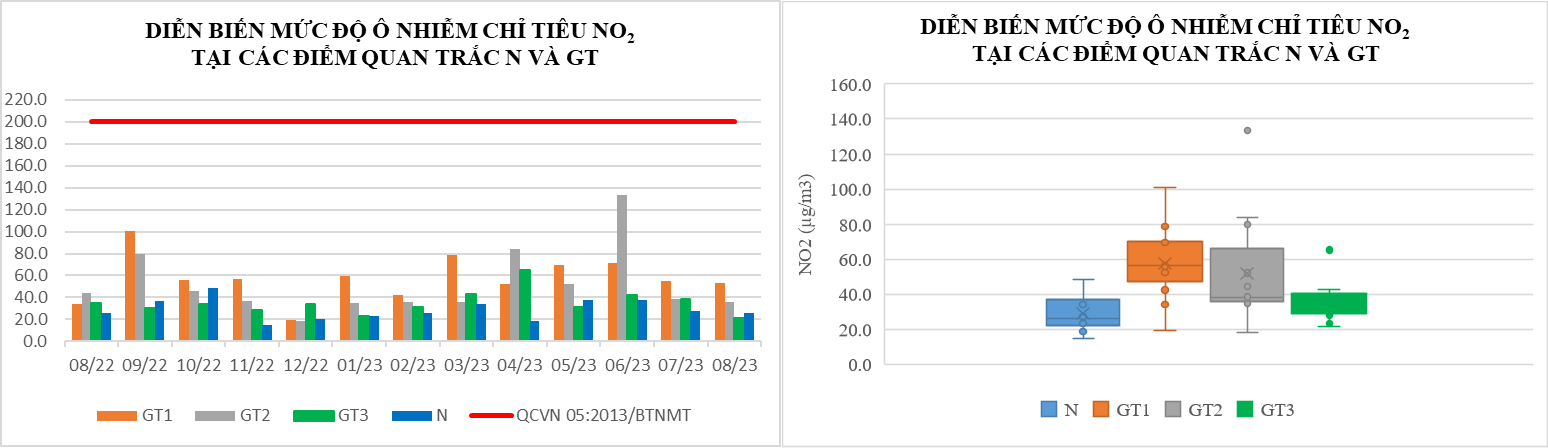 DIỄN BIẾN MỨC ĐỘ Ô NHIỄM CHỈ TIÊU NO₂
TẠI CÁC ĐIỂM QUAN TRẮC N VÀ GT
220.0
200.0
180.0
160.0
140.0
120.0
100.0
80.0
60.0
40.0
20.0
0.0
08/22 09/22 10/22 11/22 12/22 01/23 02/23 03/23 04/23 05/23 06/23 07/23 08/23
GT1 GT2 GT3 N QCVN 05:2013/BTNMT
DIỄN BIẾN MỨC ĐỘ Ô NHIỄM CHỈ TIÊU NO₂
TẠI CÁC ĐIỂM QUAN TRẮC N VÀ GT
NO2 (µg/m3)
160.0
140.0
120.0
100.0
80.0
60.0
40.0
20.0
0.0
N GT1 GT2 GT3